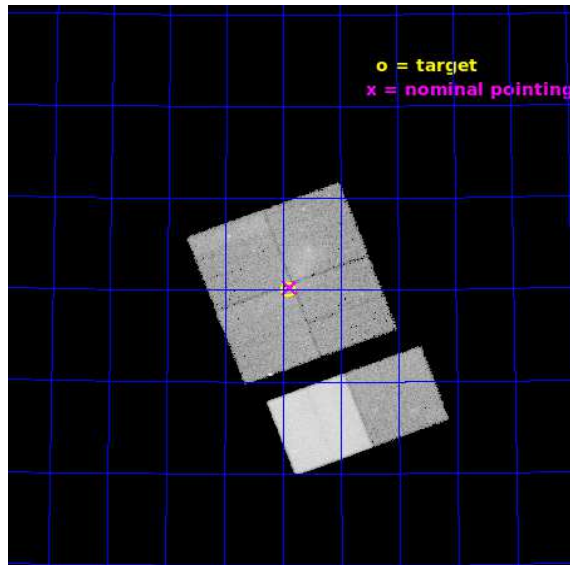 o = target
x = nominal pointing